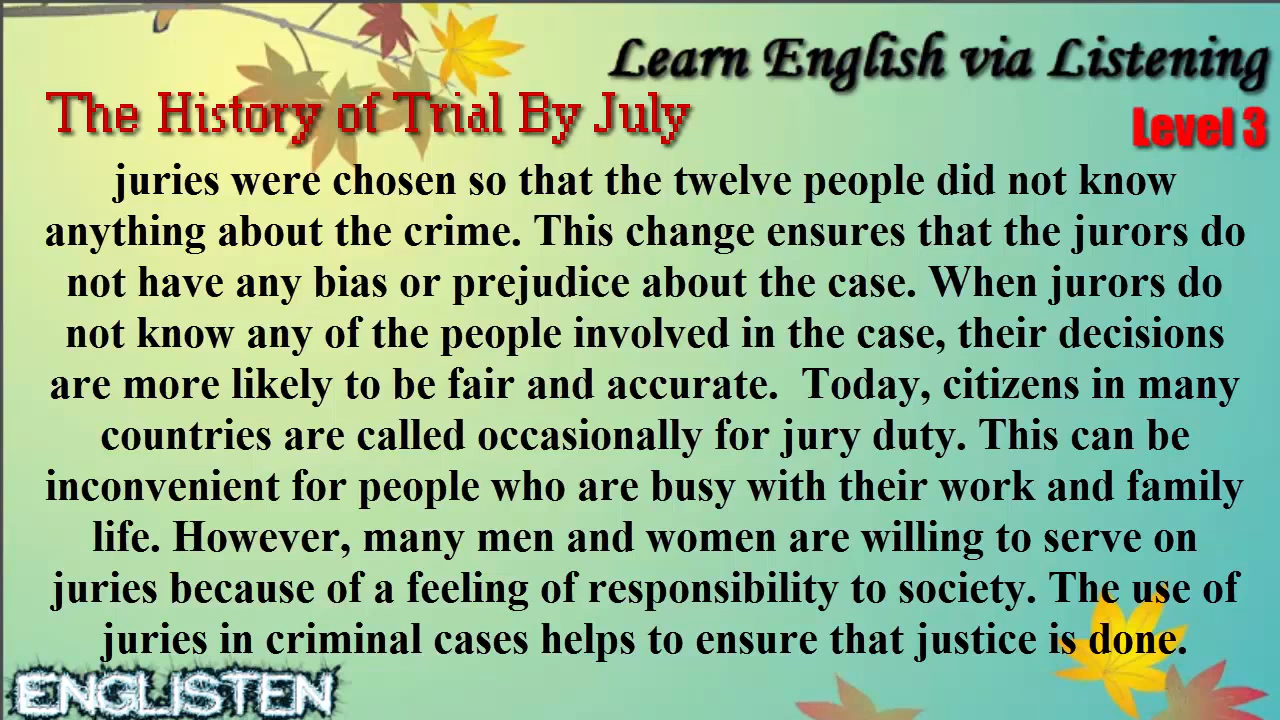 Learn English via Listening
The History of Trial By July
Level 3
juries were chosen so that the twelve people did not know
anything about the crime. This change ensures that the jurors do
not have any bias or prejudice about the case. When jurors do
not know any of the people involved in the case, their decisions
are more likely to be fair and accurate.  Today, citizens in many
countries are called occasionally for jury duty. This can be
inconvenient for people who are busy with their work and family
life. However, many men and women are willing to serve on
juries because of a feeling of responsibility to society. The use of
juries in criminal cases helps to ensure that justice is done.
ENGLISTEN